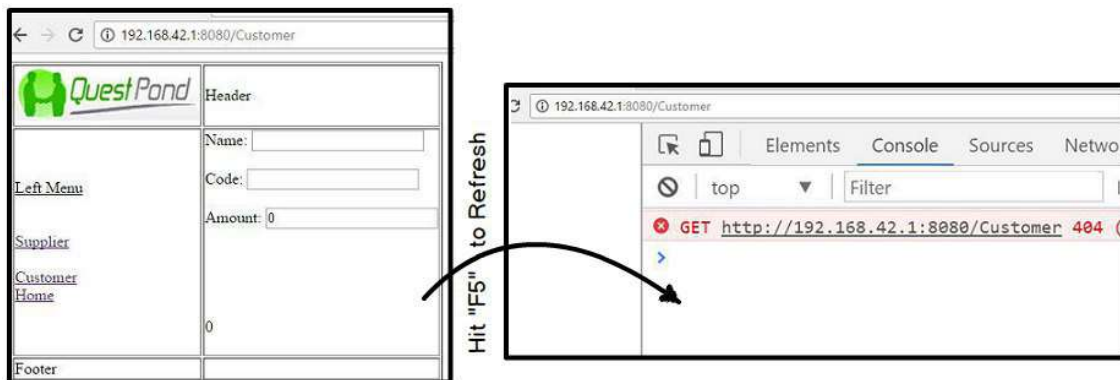 192.168.42.1:8080/Customer
Quest Pond
Header
Left Menu
Supplier
Customer
Home
Name:
Code:
Amount: 0
0
Footer
Hit "F5" to Refresh
192.168.42.1:8080/Customer
Elements Console Sources Netwo
top Filter
GET http://192.168.42.1:8080/Customer 404 (